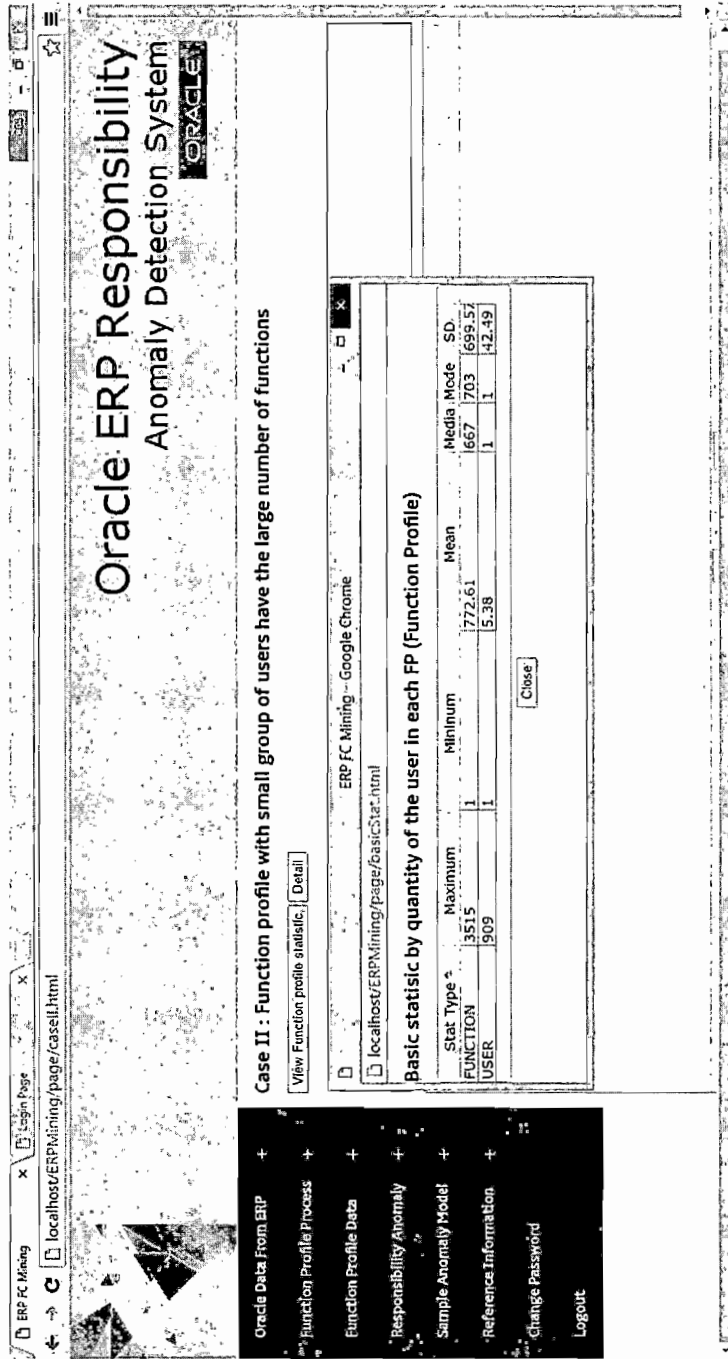 ERP FC Mining
Login Page
localhost/ERPMining/page/caseII.html
Oracle ERP Responsibility
Anomaly Detection System
ORACLE
Oracle Data From ERP +
Function Profile Process +
Function Profile Data +
Responsibility Anomaly +
Sample Anomaly Model +
Reference Information +
Change Password
Logout
Case II : Function profile with small group of users have the large number of functions
View Function profile statistic. Detail
ERP FC Mining - Google Chrome
localhost/ERPMining/page/basicStat.html
Basic statisic by quantity of the user in each FP (Function Profile)
Stat Type Maximum Mininum Mean Media Mode SD.
FUNCTION 3515 1 772.61 667 703 699.57
USER 909 1 5.38 1 1 42.49
Close